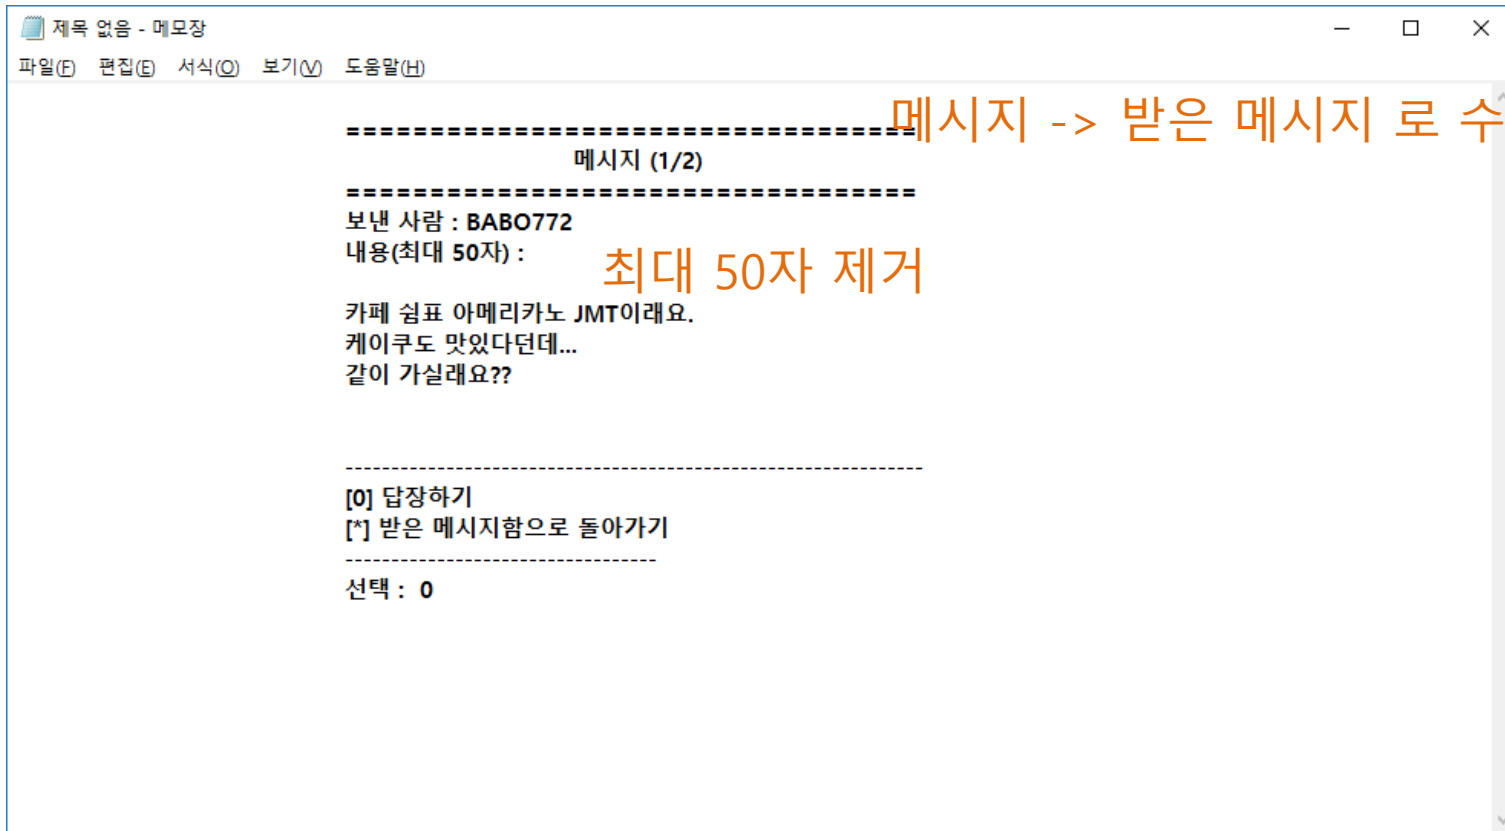 제목 없음 - 메모장
파일(F) 편집(E) 서식(O) 보기(V) 도움말(H)
메시지 -> 받은 메시지 로 수
==================================
메시지 (1/2)
==================================
보낸 사람 : BABO772
내용(최대 50자) :
최대 50자 제거
카페 쉼표 아메리카노 JMT이래요.
케이쿠도 맛있다던데...
같이 가실래요??
---------------------------------------------------------------
[0] 답장하기
[*] 받은 메시지함으로 돌아가기
----------------------------------
선택 : 0